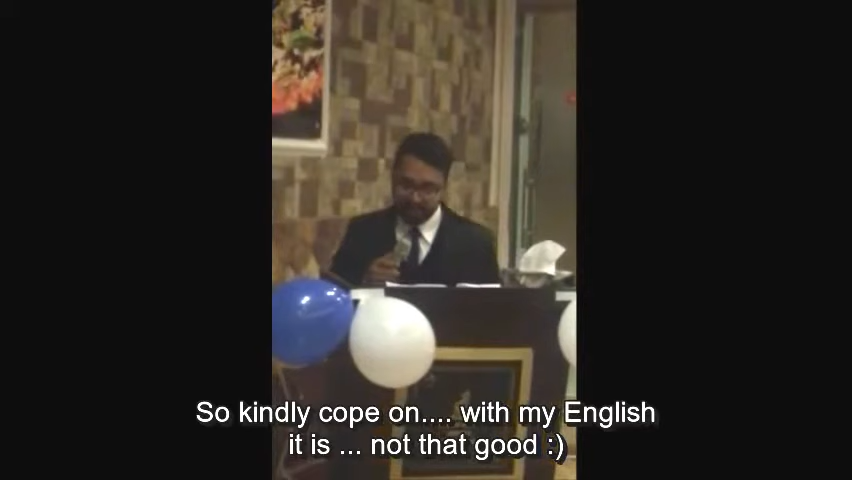 So kindly cope on.... with my English
it is ... not that good :)